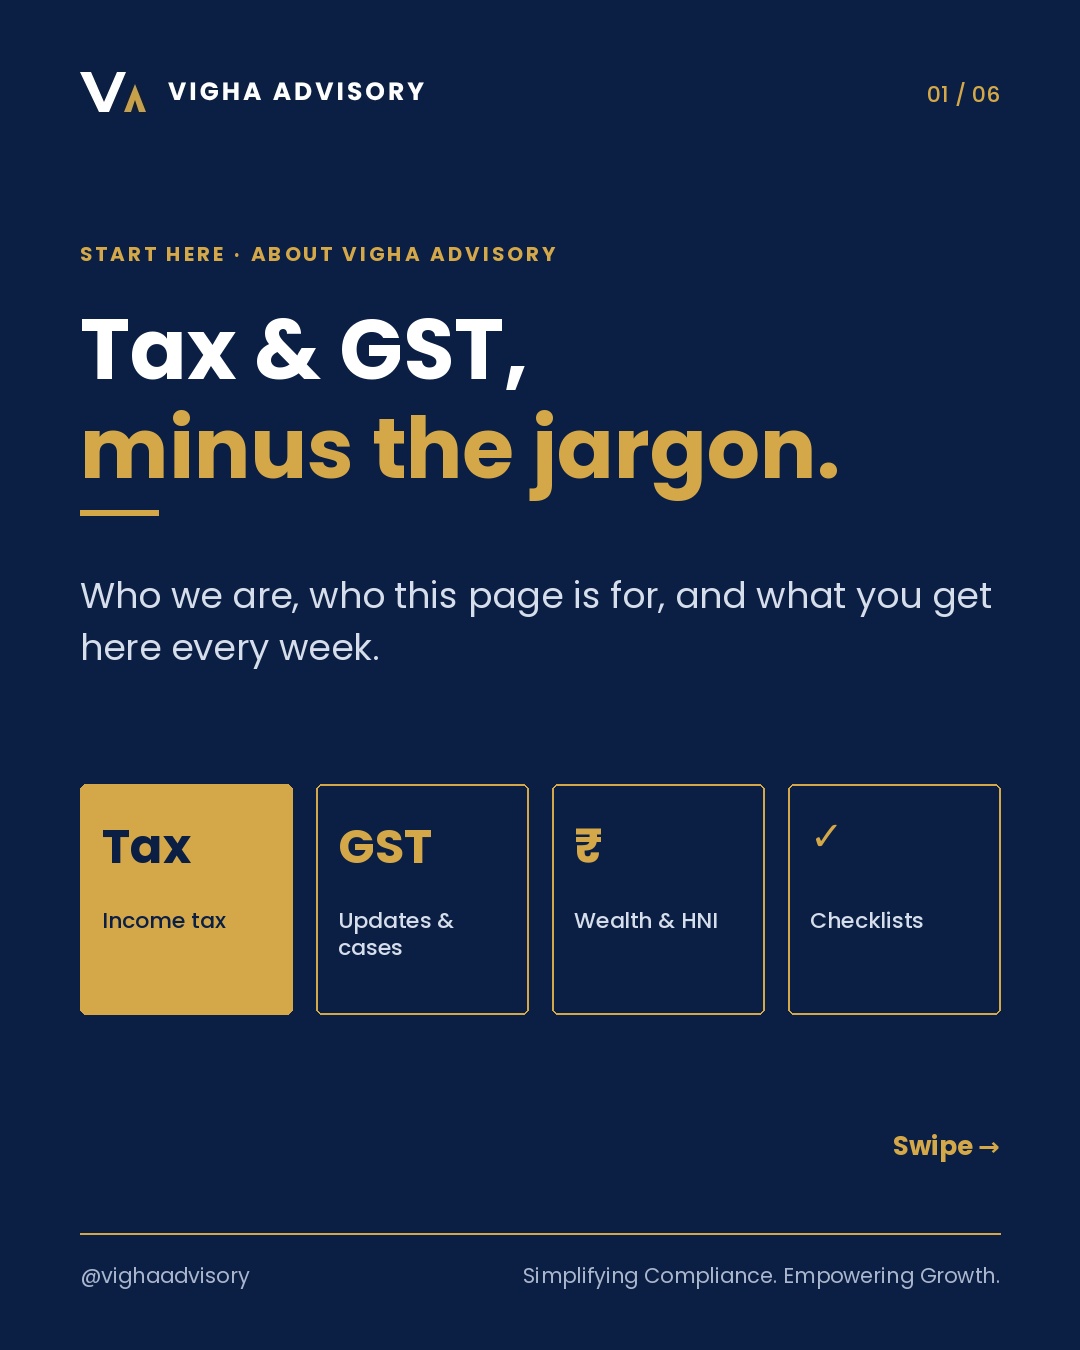 VIGHA ADVISORY
01 / 06
START HERE · ABOUT VIGHA ADVISORY
Tax & GST,
minus the jargon.
Who we are, who this page is for, and what you get
here every week.
Tax
Income tax
GST
Updates &
cases
₹
Wealth & HNI
✓
Checklists
Swipe →
@vighaadvisory
Simplifying Compliance. Empowering Growth.